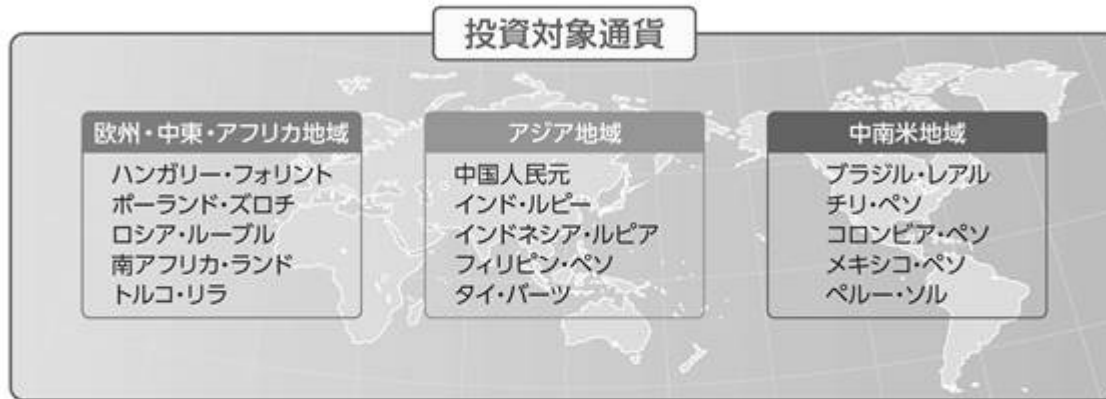 投資対象通貨
欧州・中東・アフリカ地域
ハンガリー・フォリント
ポーランド・ズロチ
ロシア・ルーブル
南アフリカ・ランド
トルコ・リラ
アジア地域
中国人民元
インド・ルピー
インドネシア・ルピア
フィリピン・ペソ
タイ・バーツ
中南米地域
ブラジル・レアル
チリ・ペソ
コロンビア・ペソ
メキシコ・ペソ
ペルー・ソル